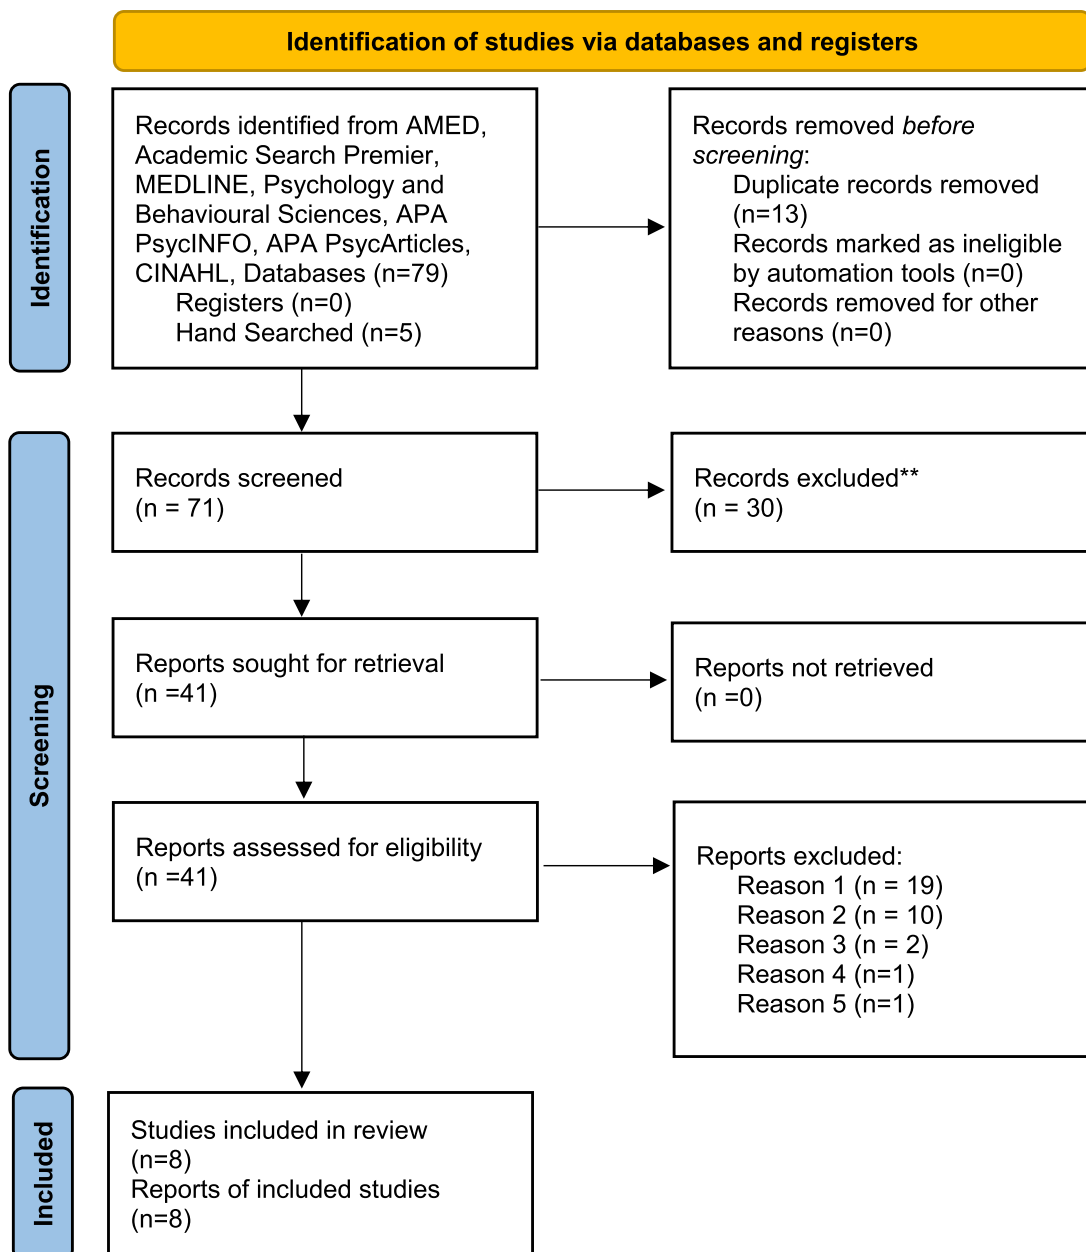 Identification of studies via databases and registers
Identification
Records identified from AMED,
Academic Search Premier,
MEDLINE, Psychology and
Behavioural Sciences, APA
PsycINFO, APA PsycArticles,
CINAHL, Databases (n=79)
Registers (n=0)
Hand Searched (n=5)
Records removed before
screening:
Duplicate records removed
(n=13)
Records marked as ineligible
by automation tools (n=0)
Records removed for other
reasons (n=0)
Screening
Records screened
(n = 71)
Records excluded**
(n = 30)
Reports sought for retrieval
(n =41)
Reports not retrieved
(n =0)
Reports assessed for eligibility
(n =41)
Reports excluded:
Reason 1 (n = 19)
Reason 2 (n = 10)
Reason 3 (n = 2)
Reason 4 (n=1)
Reason 5 (n=1)
Included
Studies included in review
(n=8)
Reports of included studies
(n=8)